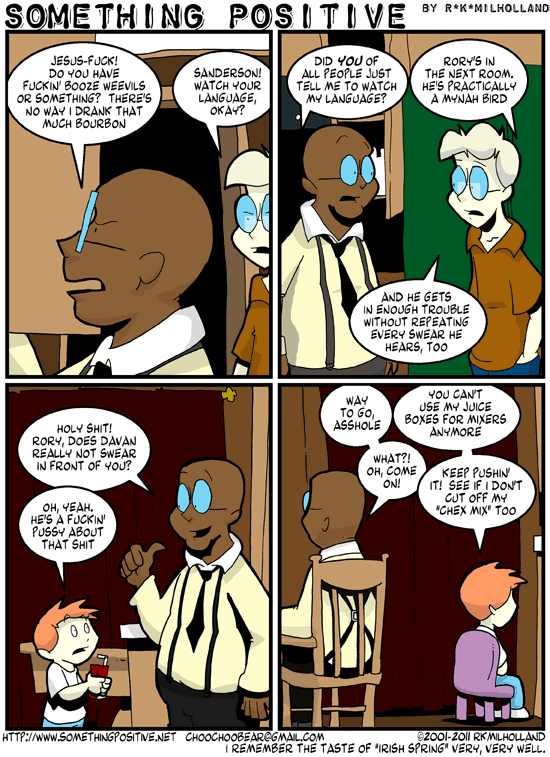 SOMETHING POSITIVE
BY R*K*MILHOLLAND
JESUS-FUCK!
DO YOU HAVE
FUCKIN' BOOZE WEEVILS
OR SOMETHING? THERE'S
NO WAY I DRANK THAT
MUCH BOURBON
SANDERSON!
WATCH YOUR
LANGUAGE,
OKAY?
DID YOU OF
ALL PEOPLE JUST
TELL ME TO WATCH
MY LANGUAGE?
RORY'S IN
THE NEXT ROOM.
HE'S PRACTICALLY
A MYNAH BIRD
AND HE GETS
IN ENOUGH TROUBLE
WITHOUT REPEATING
EVERY SWEAR HE
HEARS, TOO
HOLY SHIT!
RORY, DOES DAVAN
REALLY NOT SWEAR
IN FRONT OF YOU?
OH, YEAH.
HE'S A FUCKIN'
PUSSY ABOUT
THAT SHIT
WAY
TO GO,
ASSHOLE
YOU CAN'T
USE MY JUICE
BOXES FOR MIXERS
ANYMORE
WHAT?!
OH, COME
ON!
KEEP PUSHIN'
IT! SEE IF I DON'T
CUT OFF MY
"CHEX MIX" TOO
HTTP://WWW.SOMETHINGPOSITIVE.NET CHOOCHOOBEAR@GMAIL.COM ©2001-2011 RKMILHOLLAND
I REMEMBER THE TASTE OF "IRISH SPRING" VERY, VERY WELL.